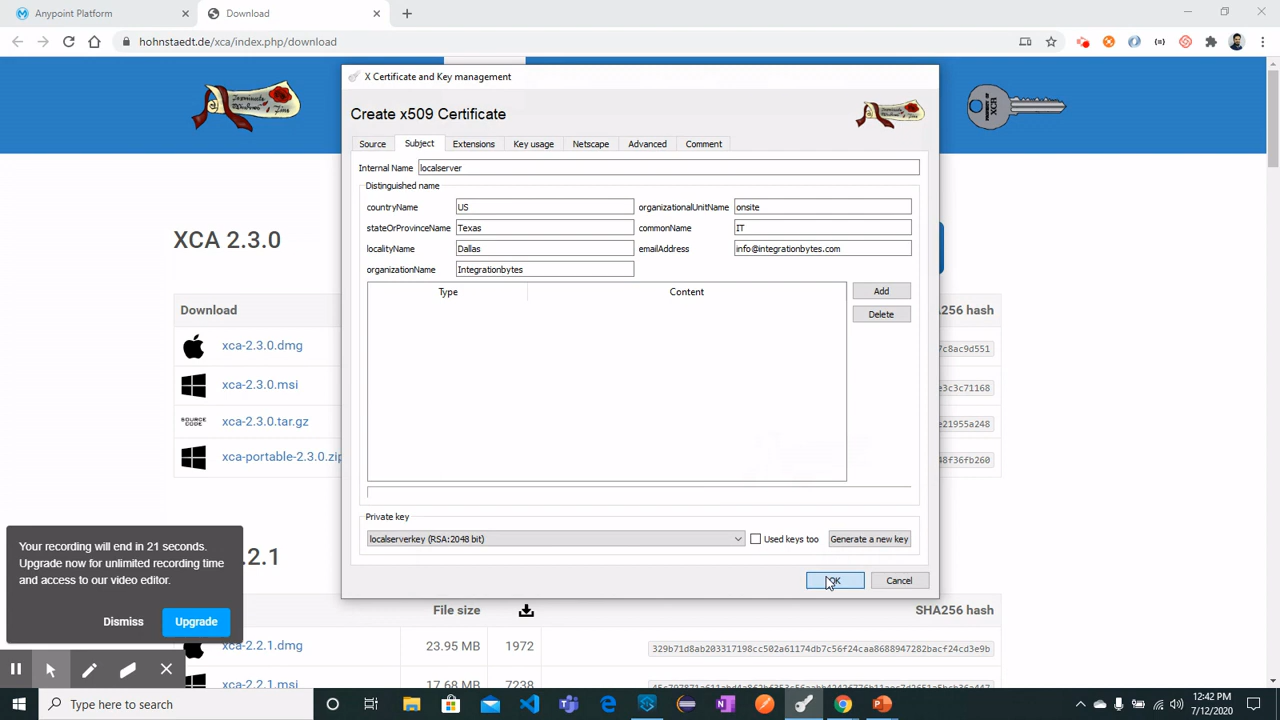 Anypoint Platform
Download
hohnstaedt.de/xca/index.php/download
X Certificate and Key management
Create x509 Certificate
Source Subject Extensions Key usage Netscape Advanced Comment
Internal Name localserver
Distinguished name
countryName US organizationalUnitName onsite
stateOrProvinceName Texas commonName IT
localityName Dallas emailAddress info@integrationbytes.com
organizationName Integrationbytes
Type Content Add
Delete
Private key
localserverkey (RSA:2048 bit) Used keys too Generate a new key
OK Cancel
XCA 2.3.0
Download
xca-2.3.0.dmg 7c8ac9d551
xca-2.3.0.msi e3c3c71168
SOURCE CODE xca-2.3.0.tar.gz e21955a248
xca-portable-2.3.0.zip 48f36fb260
File size SHA256 hash
23.95 MB 1972 329b71d8ab203317198cc502a61174db7c56f24caa8688947282bacf24cd3e9b
xca-2.2.1.dmg
xca-2.2.1.msi 17.68 MB 7238
Your recording will end in 21 seconds.
Upgrade now for unlimited recording time
and access to our video editor.
Dismiss Upgrade
Type here to search
12:42 PM
7/12/2020